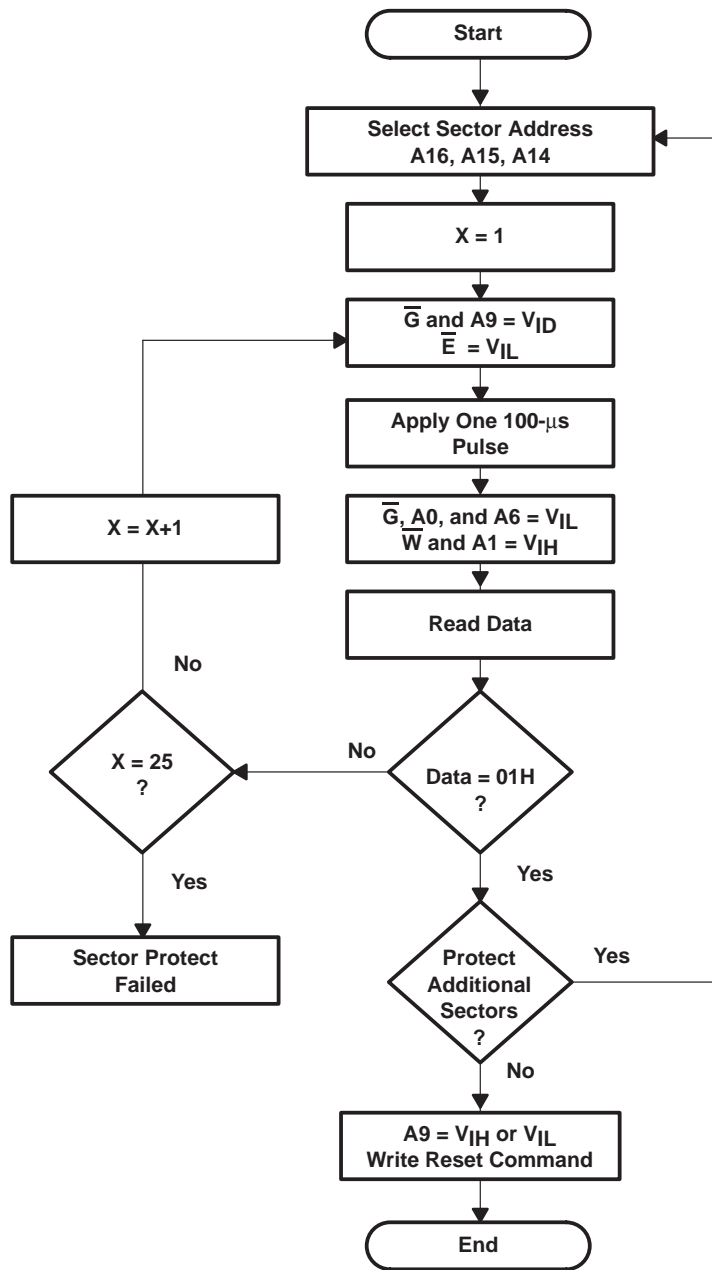 Start
Select Sector Address
A16, A15, A14
X = 1
G̅ and A9 = VID
E̅ = VIL
Apply One 100-μs
Pulse
G̅, A0, and A6 = VIL
W̅ and A1 = VIH
X = X+1
Read Data
No
X = 25
?
No
Data = 01H
?
Yes
Yes
Sector Protect
Failed
Protect
Additional
Sectors
?
Yes
No
A9 = VIH or VIL
Write Reset Command
End